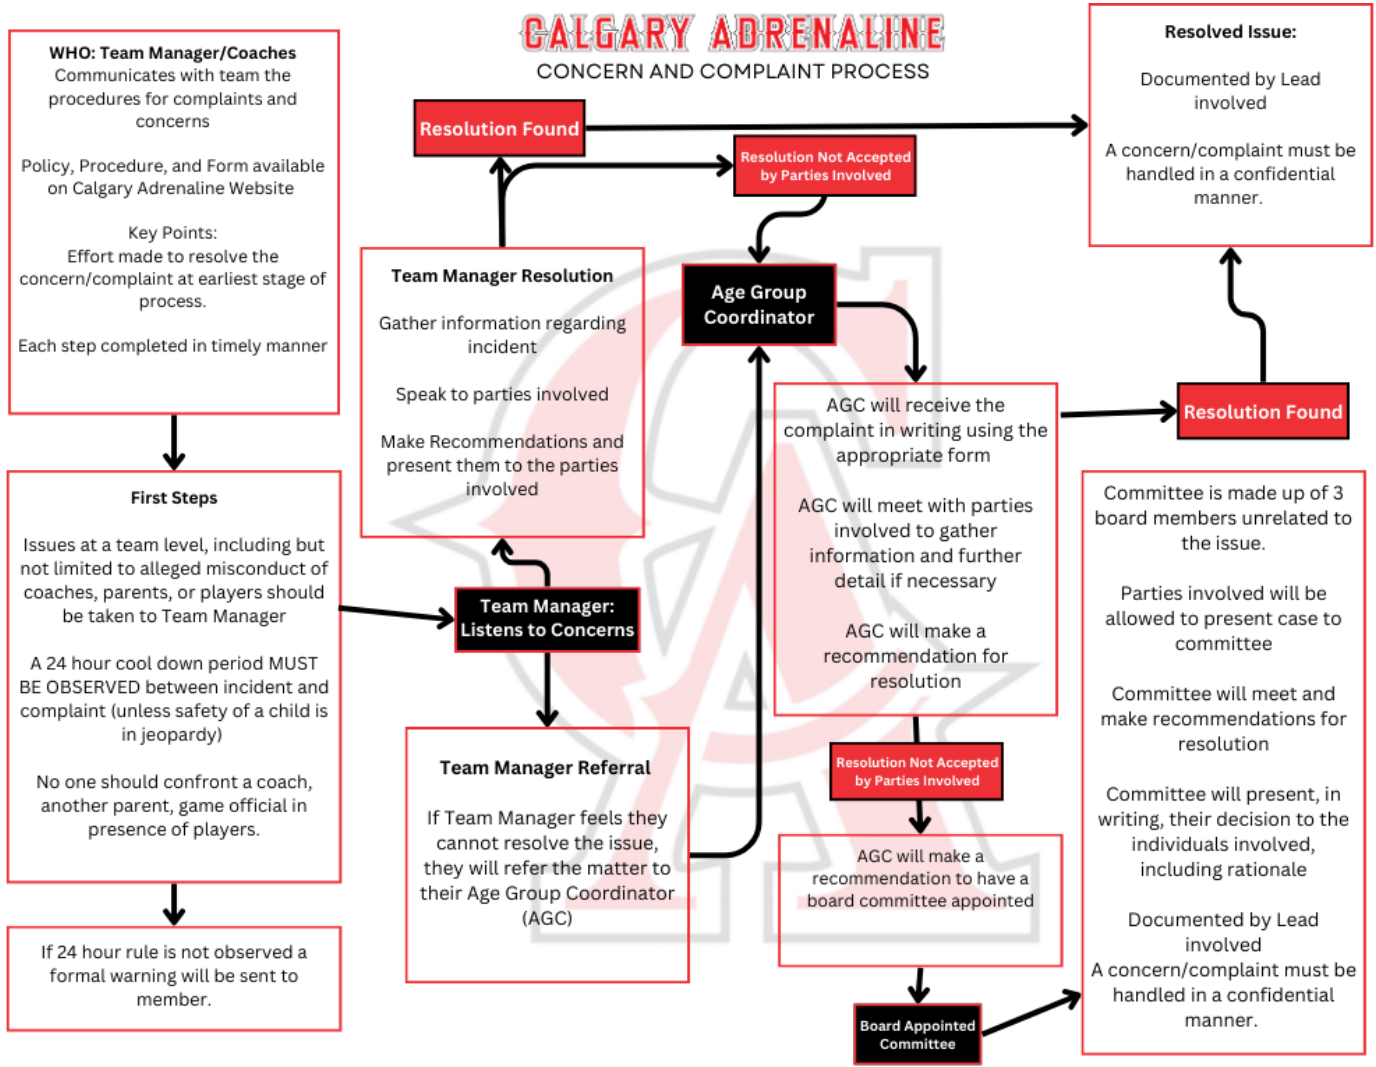 CALGARY ADRENALINE
CONCERN AND COMPLAINT PROCESS
WHO: Team Manager/Coaches
Communicates with team the
procedures for complaints and
concerns
Policy, Procedure, and Form available
on Calgary Adrenaline Website
Key Points:
Effort made to resolve the
concern/complaint at earliest stage of
process.
Each step completed in timely manner
First Steps
Issues at a team level, including but
not limited to alleged misconduct of
coaches, parents, or players should
be taken to Team Manager
A 24 hour cool down period MUST
BE OBSERVED between incident and
complaint (unless safety of a child is
in jeopardy)
No one should confront a coach,
another parent, game official in
presence of players.
If 24 hour rule is not observed a
formal warning will be sent to
member.
Resolution Found
Resolution Not Accepted
by Parties Involved
Team Manager Resolution
Gather information regarding
incident
Speak to parties involved
Make Recommendations and
present them to the parties
involved
Team Manager:
Listens to Concerns
Team Manager Referral
If Team Manager feels they
cannot resolve the issue,
they will refer the matter to
their Age Group Coordinator
(AGC)
Age Group
Coordinator
AGC will receive the
complaint in writing using the
appropriate form
AGC will meet with parties
involved to gather
information and further
detail if necessary
AGC will make a
recommendation for
resolution
Resolution Not Accepted
by Parties Involved
AGC will make a
recommendation to have a
board committee appointed
Board Appointed
Committee
Resolved Issue:
Documented by Lead
involved
A concern/complaint must be
handled in a confidential
manner.
Resolution Found
Committee is made up of 3
board members unrelated to
the issue.
Parties involved will be
allowed to present case to
committee
Committee will meet and
make recommendations for
resolution
Committee will present, in
writing, their decision to the
individuals involved,
including rationale
Documented by Lead
involved
A concern/complaint must be
handled in a confidential
manner.